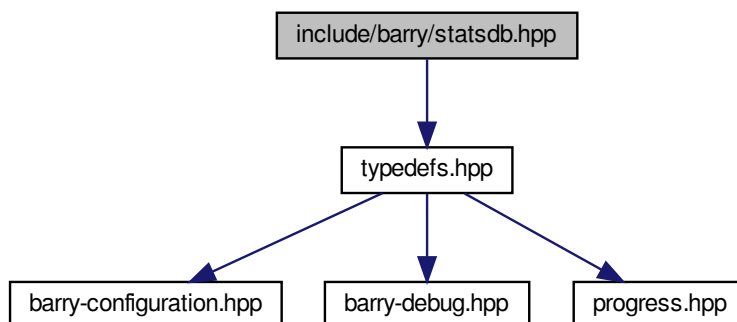 include/barry/statsdb.hpp
typedefs.hpp
barry-configuration.hpp
barry-debug.hpp
progress.hpp